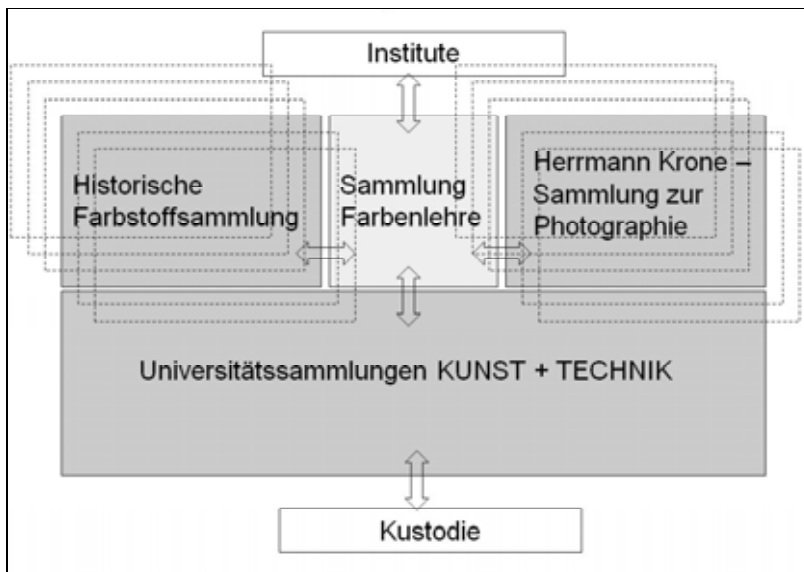 Institute
Historische
Farbstoffsammlung
Sammlung
Farbenlehre
Herrmann Krone –
Sammlung zur
Photographie
Universitätssammlungen KUNST + TECHNIK
Kustodie